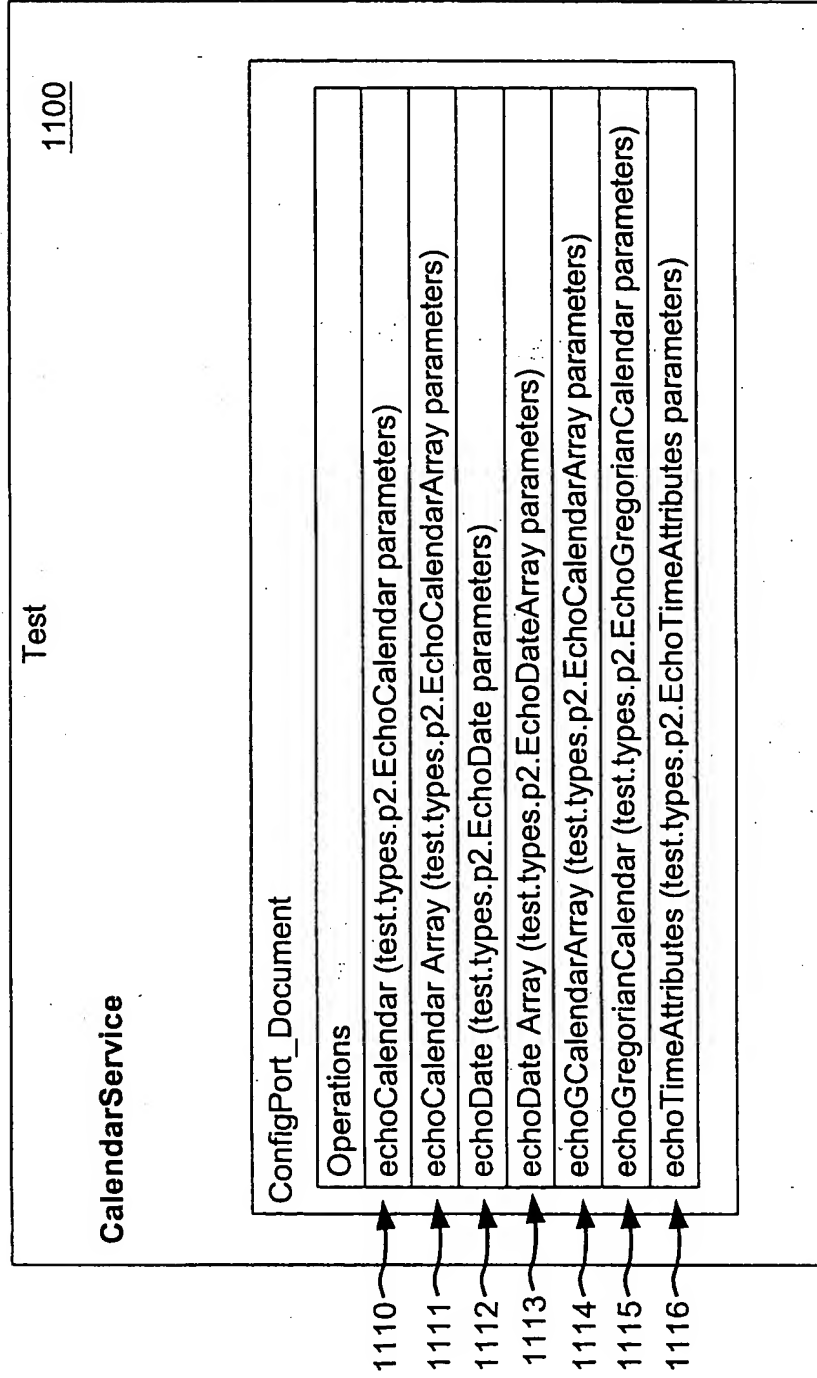 Test
1100
CalendarService
ConfigPort_Document
Operations
1110
echoCalendar (test.types.p2.EchoCalendar parameters)
1111
echoCalendar Array (test.types.p2.EchoCalendarArray parameters)
1112
echoDate (test.types.p2.EchoDate parameters)
1113
echoDate Array (test.types.p2.EchoDateArray parameters)
1114
echoGCalendarArray (test.types.p2.EchoCalendarArray parameters)
1115
echoGregorianCalendar (test.types.p2.EchoGregorianCalendar parameters)
1116
echoTimeAttributes (test.types.p2.EchoTimeAttributes parameters)